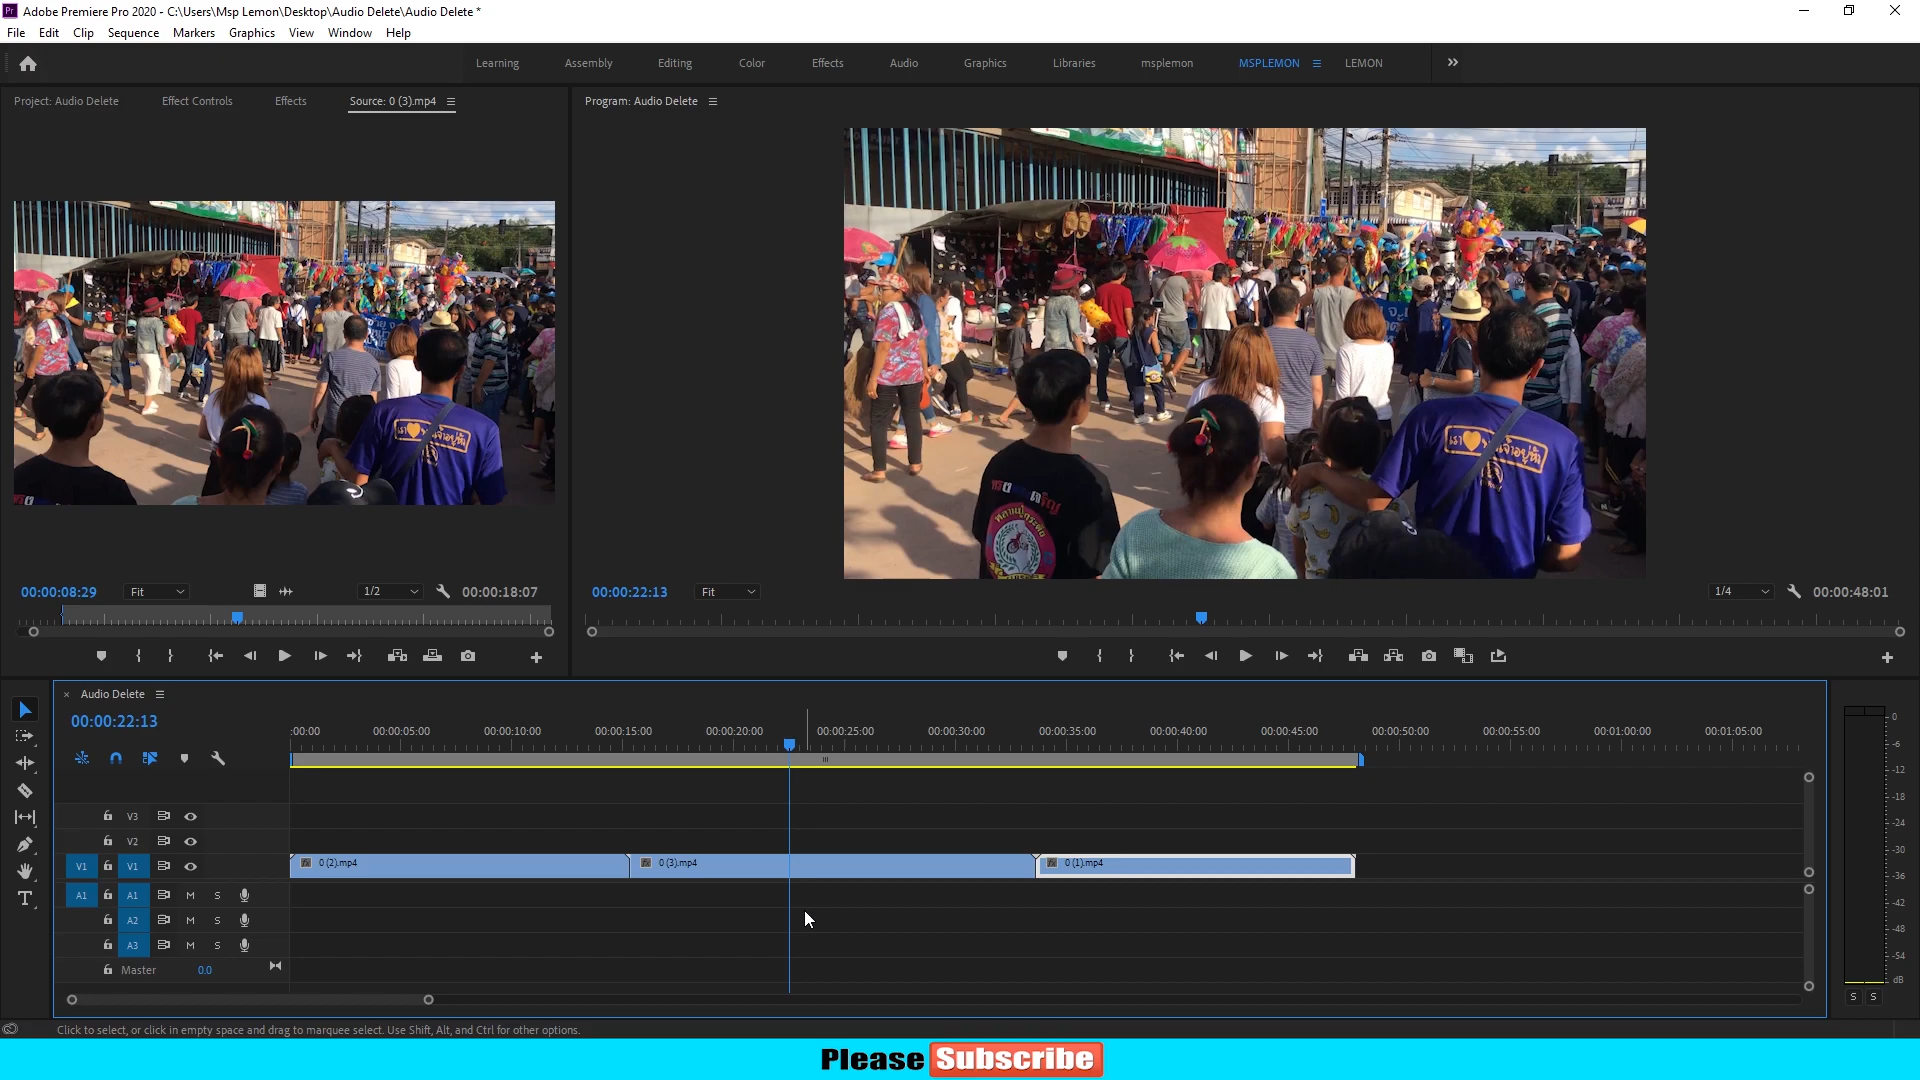 Pr Adobe Premiere Pro 2020 - C:\Users\Msp Lemon\Desktop\Audio Delete\Audio Delete *
File Edit Clip Sequence Markers Graphics View Window Help
Learning Assembly Editing Color Effects Audio Graphics Libraries msplemon MSPLEMON LEMON
Project: Audio Delete Effect Controls Effects Source: 0 (3).mp4
Program: Audio Delete
00:00:08:29 Fit 1/2 00:00:18:07
00:00:22:13 Fit 1/4 00:00:48:01
Audio Delete
00:00:22:13
:00:00 00:00:05:00 00:00:10:00 00:00:15:00 00:00:20:00 00:00:25:00 00:00:30:00 00:00:35:00 00:00:40:00 00:00:45:00 00:00:50:00 00:00:55:00 00:01:00:00 00:01:05:00
V3
V2
V1 V1 fx 0 (2).mp4 fx 0 (3).mp4 fx 0 (1).mp4
A1 A1 M S
A2 M S
A3 M S
Master 0.0
0
-6
-12
-18
-24
-30
-36
-42
-48
-54
dB
S S
Click to select, or click in empty space and drag to marquee select. Use Shift, Alt, and Ctrl for other options.
Please Subscribe